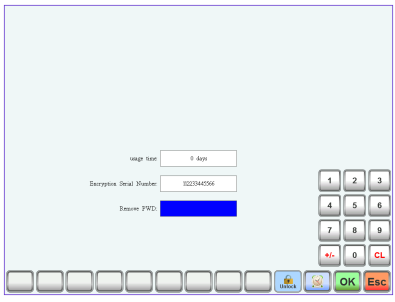 usage time
0 days
Encryption Serial Number
112233445566
Remove PWD:
1 2 3
4 5 6
7 8 9
+/- 0 CL
Unlock OK Esc